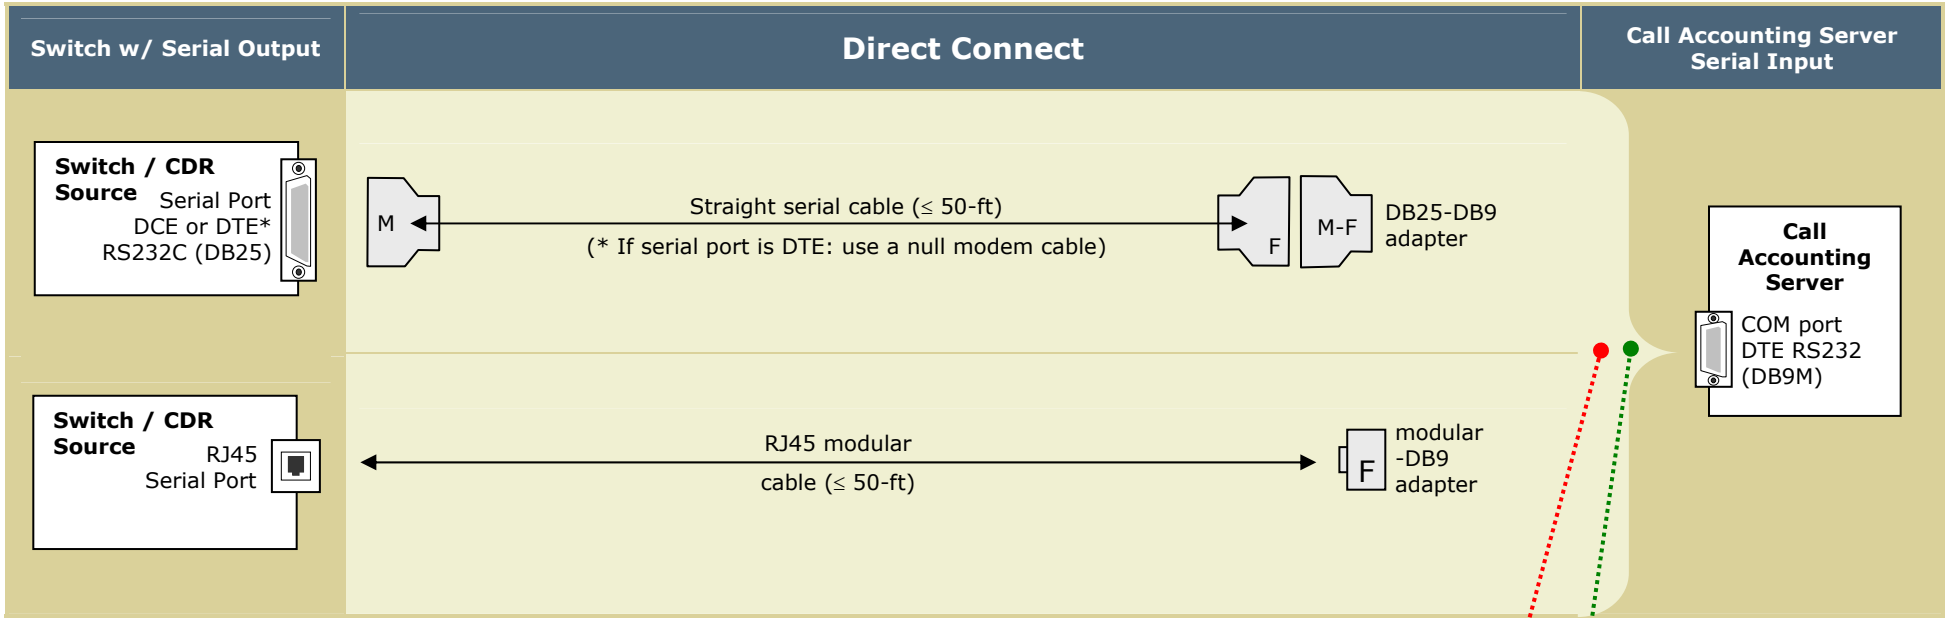 Switch w/ Serial Output
Direct Connect
Call Accounting Server
Serial Input
Switch / CDR
Source
Serial Port
DCE or DTE*
RS232C (DB25)
M
Straight serial cable (≤ 50-ft)
(* If serial port is DTE: use a null modem cable)
F
M-F
DB25-DB9
adapter
Call
Accounting
Server
COM port
DTE RS232
(DB9M)
Switch / CDR
Source
RJ45
Serial Port
RJ45 modular
cable (≤ 50-ft)
F
modular
-DB9
adapter